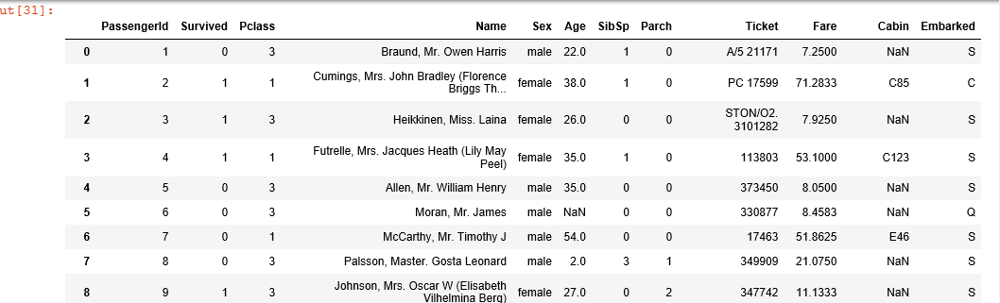 ut[31]:
PassengerId Survived Pclass Name Sex Age SibSp Parch Ticket Fare Cabin Embarked
0 1 0 3 Braund, Mr. Owen Harris male 22.0 1 0 A/5 21171 7.2500 NaN S
1 2 1 1 Cumings, Mrs. John Bradley (Florence Briggs Th... female 38.0 1 0 PC 17599 71.2833 C85 C
2 3 1 3 Heikkinen, Miss. Laina female 26.0 0 0 STON/O2. 3101282 7.9250 NaN S
3 4 1 1 Futrelle, Mrs. Jacques Heath (Lily May Peel) female 35.0 1 0 113803 53.1000 C123 S
4 5 0 3 Allen, Mr. William Henry male 35.0 0 0 373450 8.0500 NaN S
5 6 0 3 Moran, Mr. James male NaN 0 0 330877 8.4583 NaN Q
6 7 0 1 McCarthy, Mr. Timothy J male 54.0 0 0 17463 51.8625 E46 S
7 8 0 3 Palsson, Master. Gosta Leonard male 2.0 3 1 349909 21.0750 NaN S
8 9 1 3 Johnson, Mrs. Oscar W (Elisabeth Vilhelmina Berg) female 27.0 0 2 347742 11.1333 NaN S